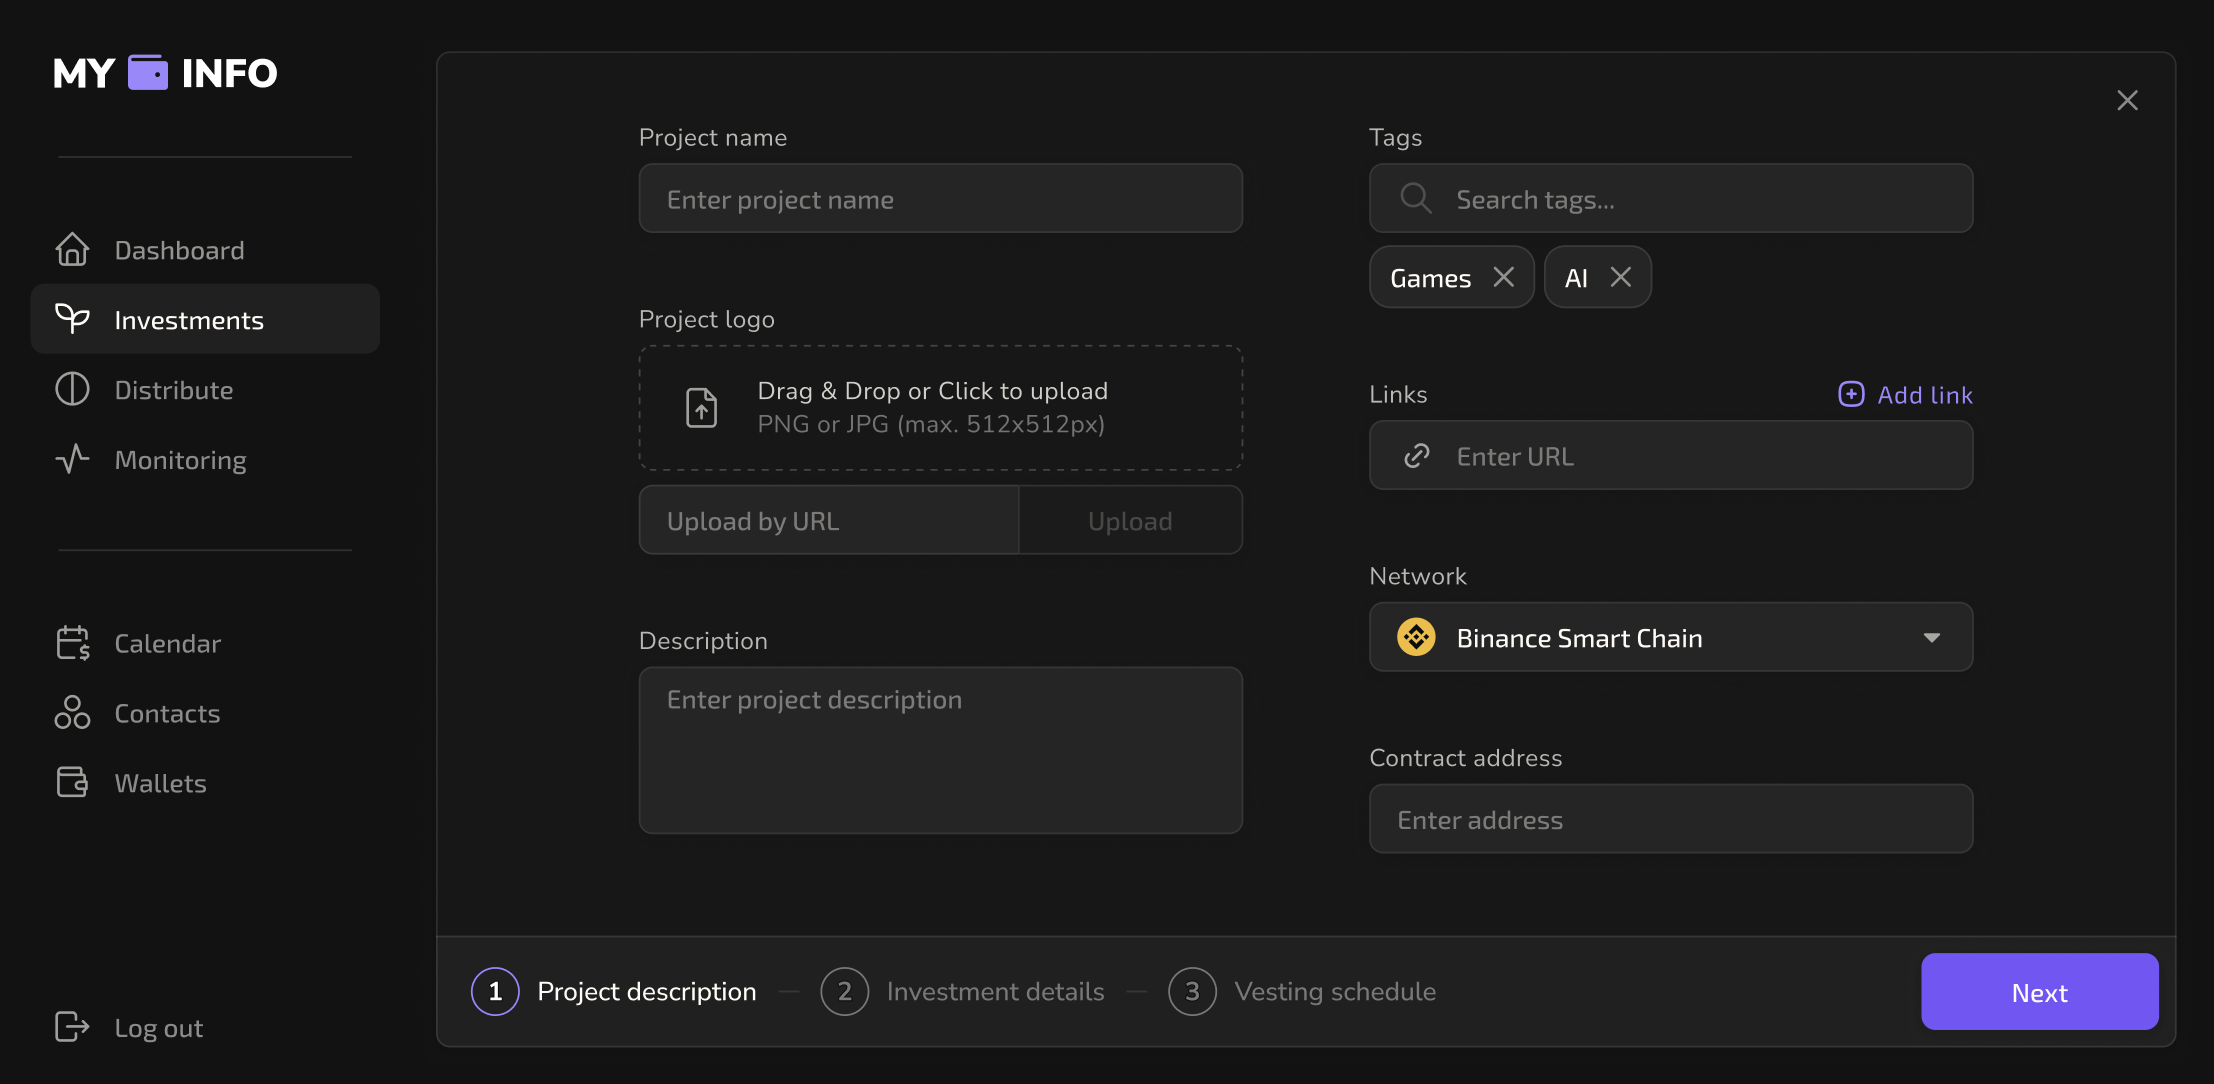 MY INFO
Dashboard
Investments
Distribute
Monitoring
Calendar
Contacts
Wallets
Log out
Project name
Enter project name
Project logo
Drag & Drop or Click to upload
PNG or JPG (max. 512x512px)
Upload by URL
Upload
Description
Enter project description
Tags
Search tags...
Games
AI
Links
Add link
Enter URL
Network
Binance Smart Chain
Contract address
Enter address
1 Project description
2 Investment details
3 Vesting schedule
Next